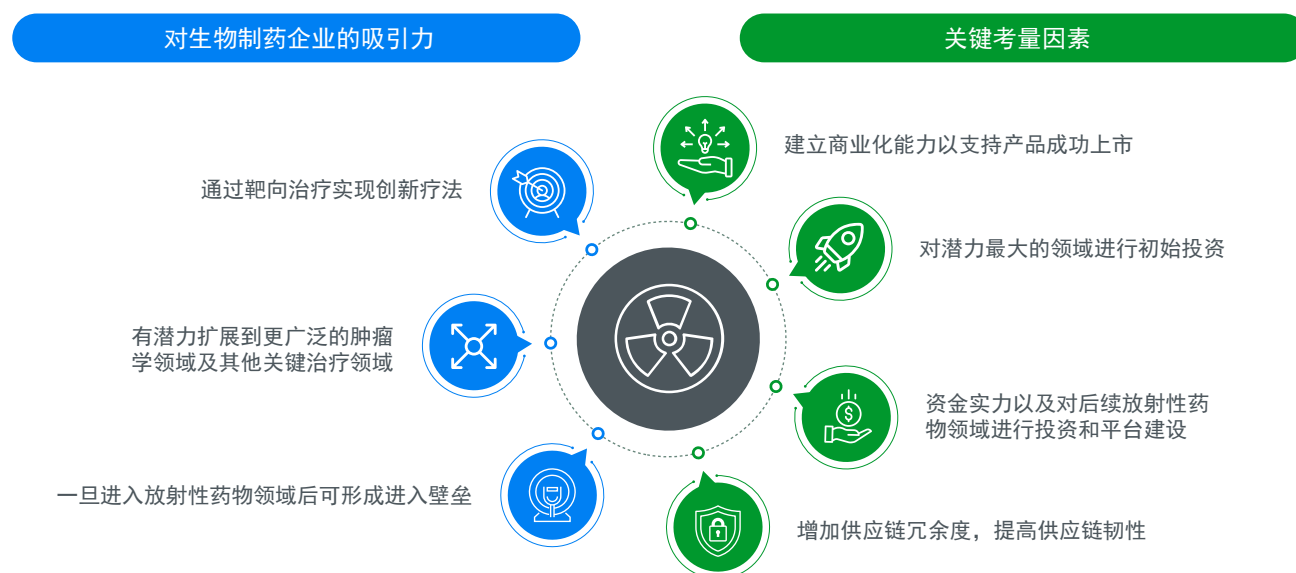 对生物制药企业的吸引力
关键考量因素
通过靶向治疗实现创新疗法
有潜力扩展到更广泛的肿瘤
学领域及其他关键治疗领域
一旦进入放射性药物领域后可形成进入壁垒
建立商业化能力以支持产品成功上市
对潜力最大的领域进行初始投资
资金实力以及对后续放射性药
物领域进行投资和平台建设
增加供应链冗余度，提高供应链韧性